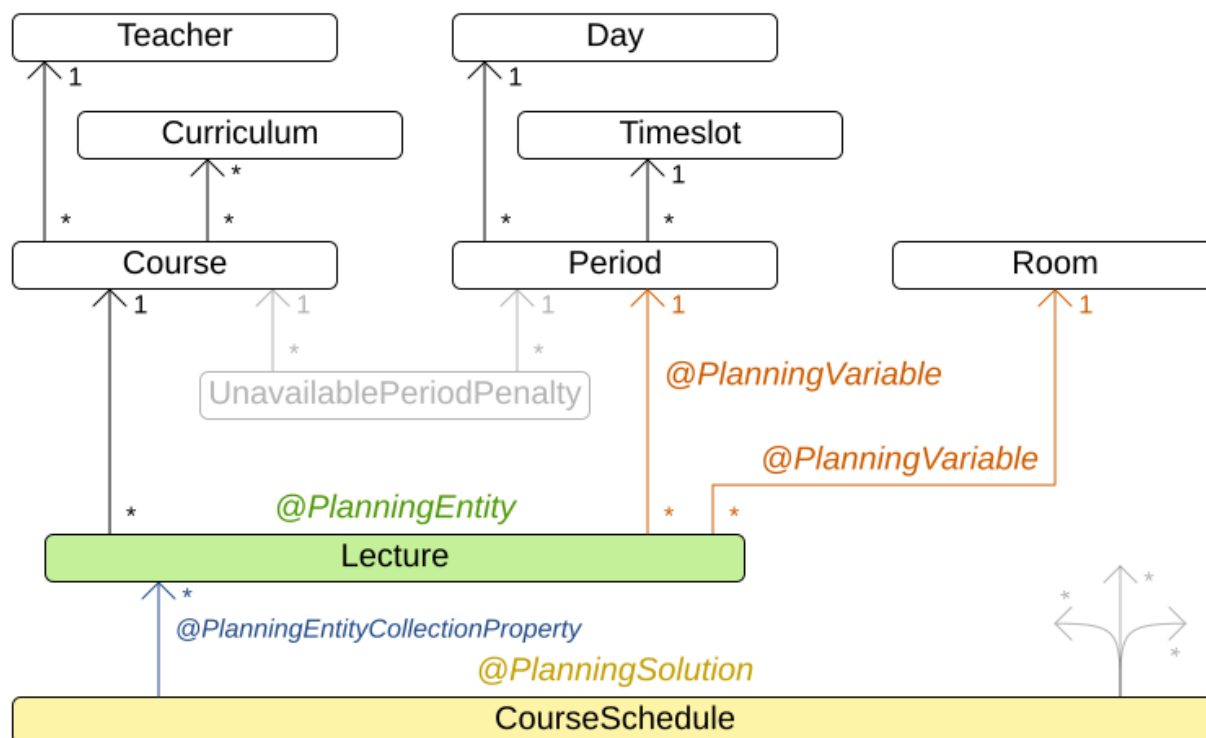 Teacher
Day
1
1
Curriculum
Timeslot
*
1
*
*
*
*
Course
Period
Room
1
1
1
1
1
*
*
@PlanningVariable
UnavailablePeriodPenalty
@PlanningVariable
@PlanningEntity
*
*
*
Lecture
*
*
*
*
@PlanningEntityCollectionProperty
@PlanningSolution
CourseSchedule